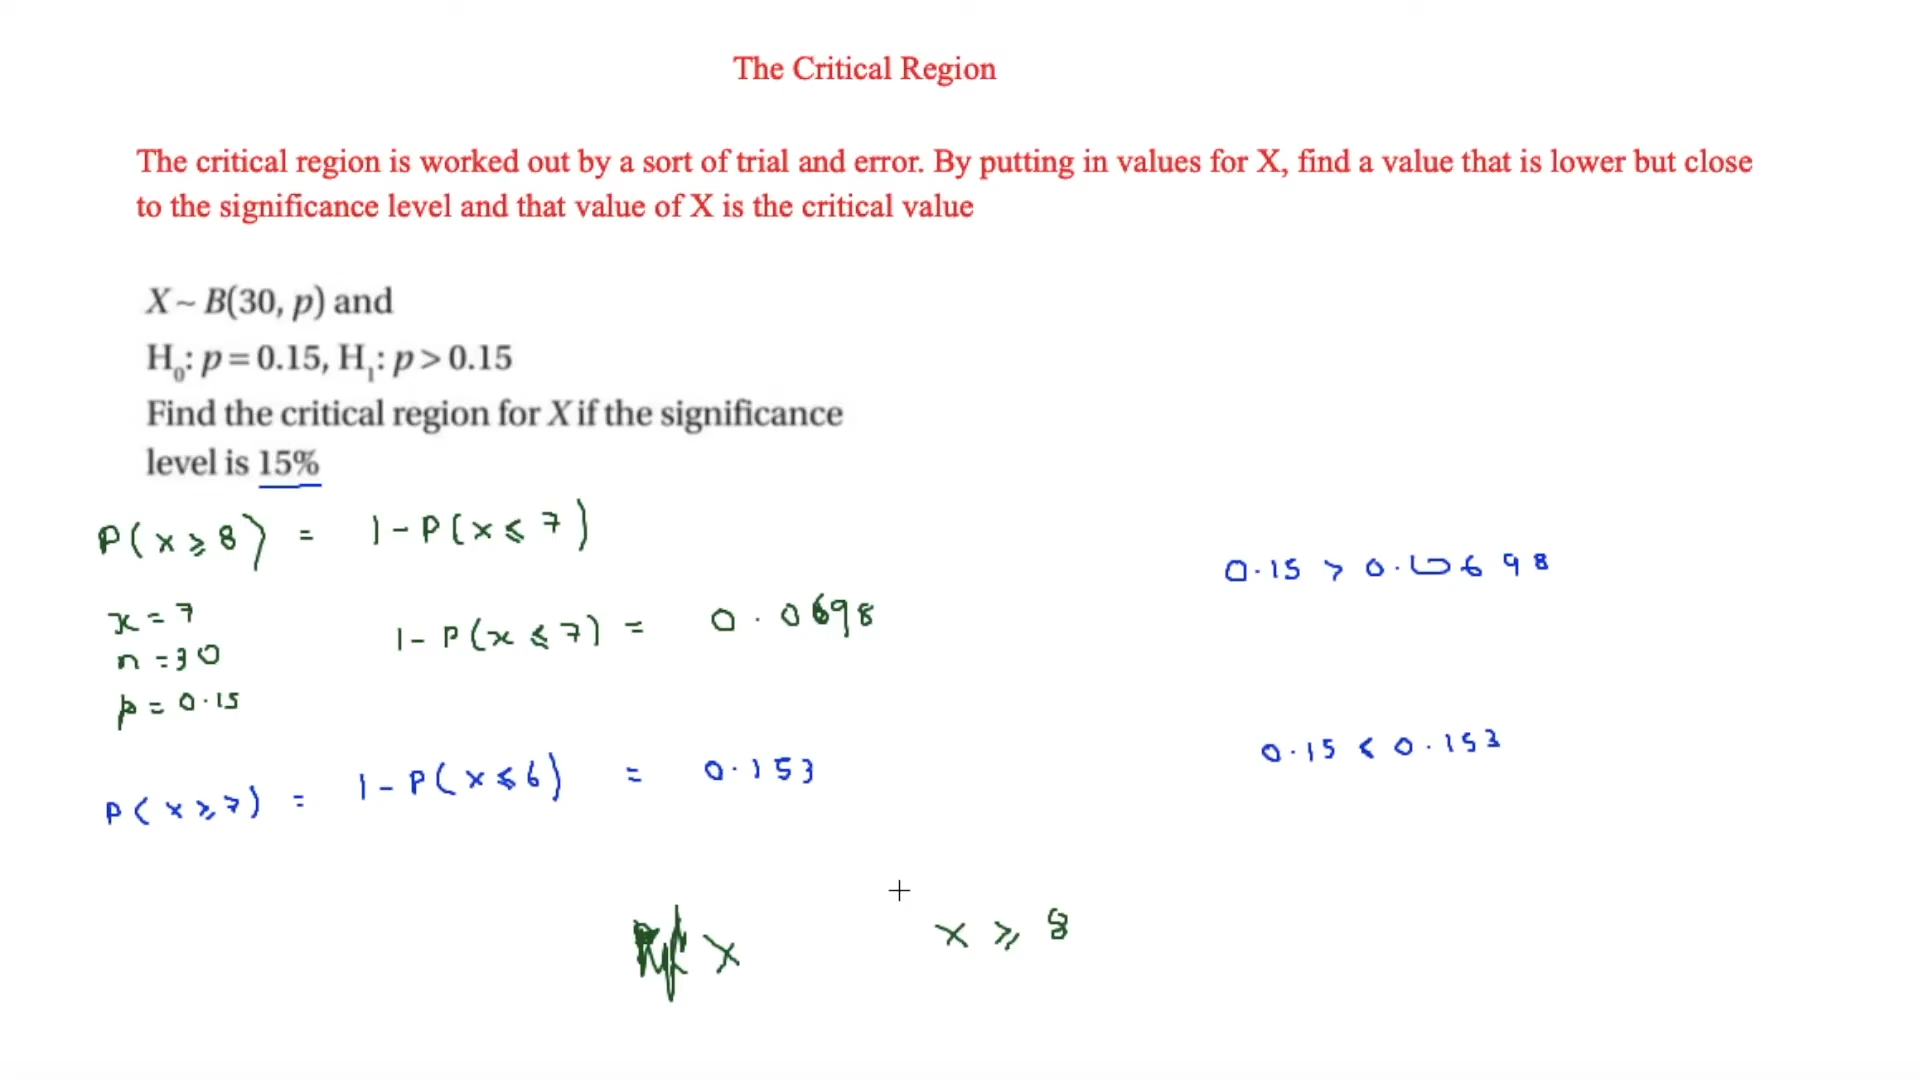 The Critical Region
The critical region is worked out by a sort of trial and error. By putting in values for X, find a value that is lower but close
to the significance level and that value of X is the critical value
X ~ B(30, p) and
H₀: p = 0.15, H₁: p > 0.15
Find the critical region for X if the significance
level is 15%
P(x ⩾ 8) = 1 - P(x ⩽ 7)
0.15 > 0.0698
x = 7
n = 30
p = 0.15
1 - P(x ⩽ 7) = 0.0698
P(x ⩾ 7) = 1 - P(x ⩽ 6) = 0.153
0.15 < 0.153
x
x ⩾ 8